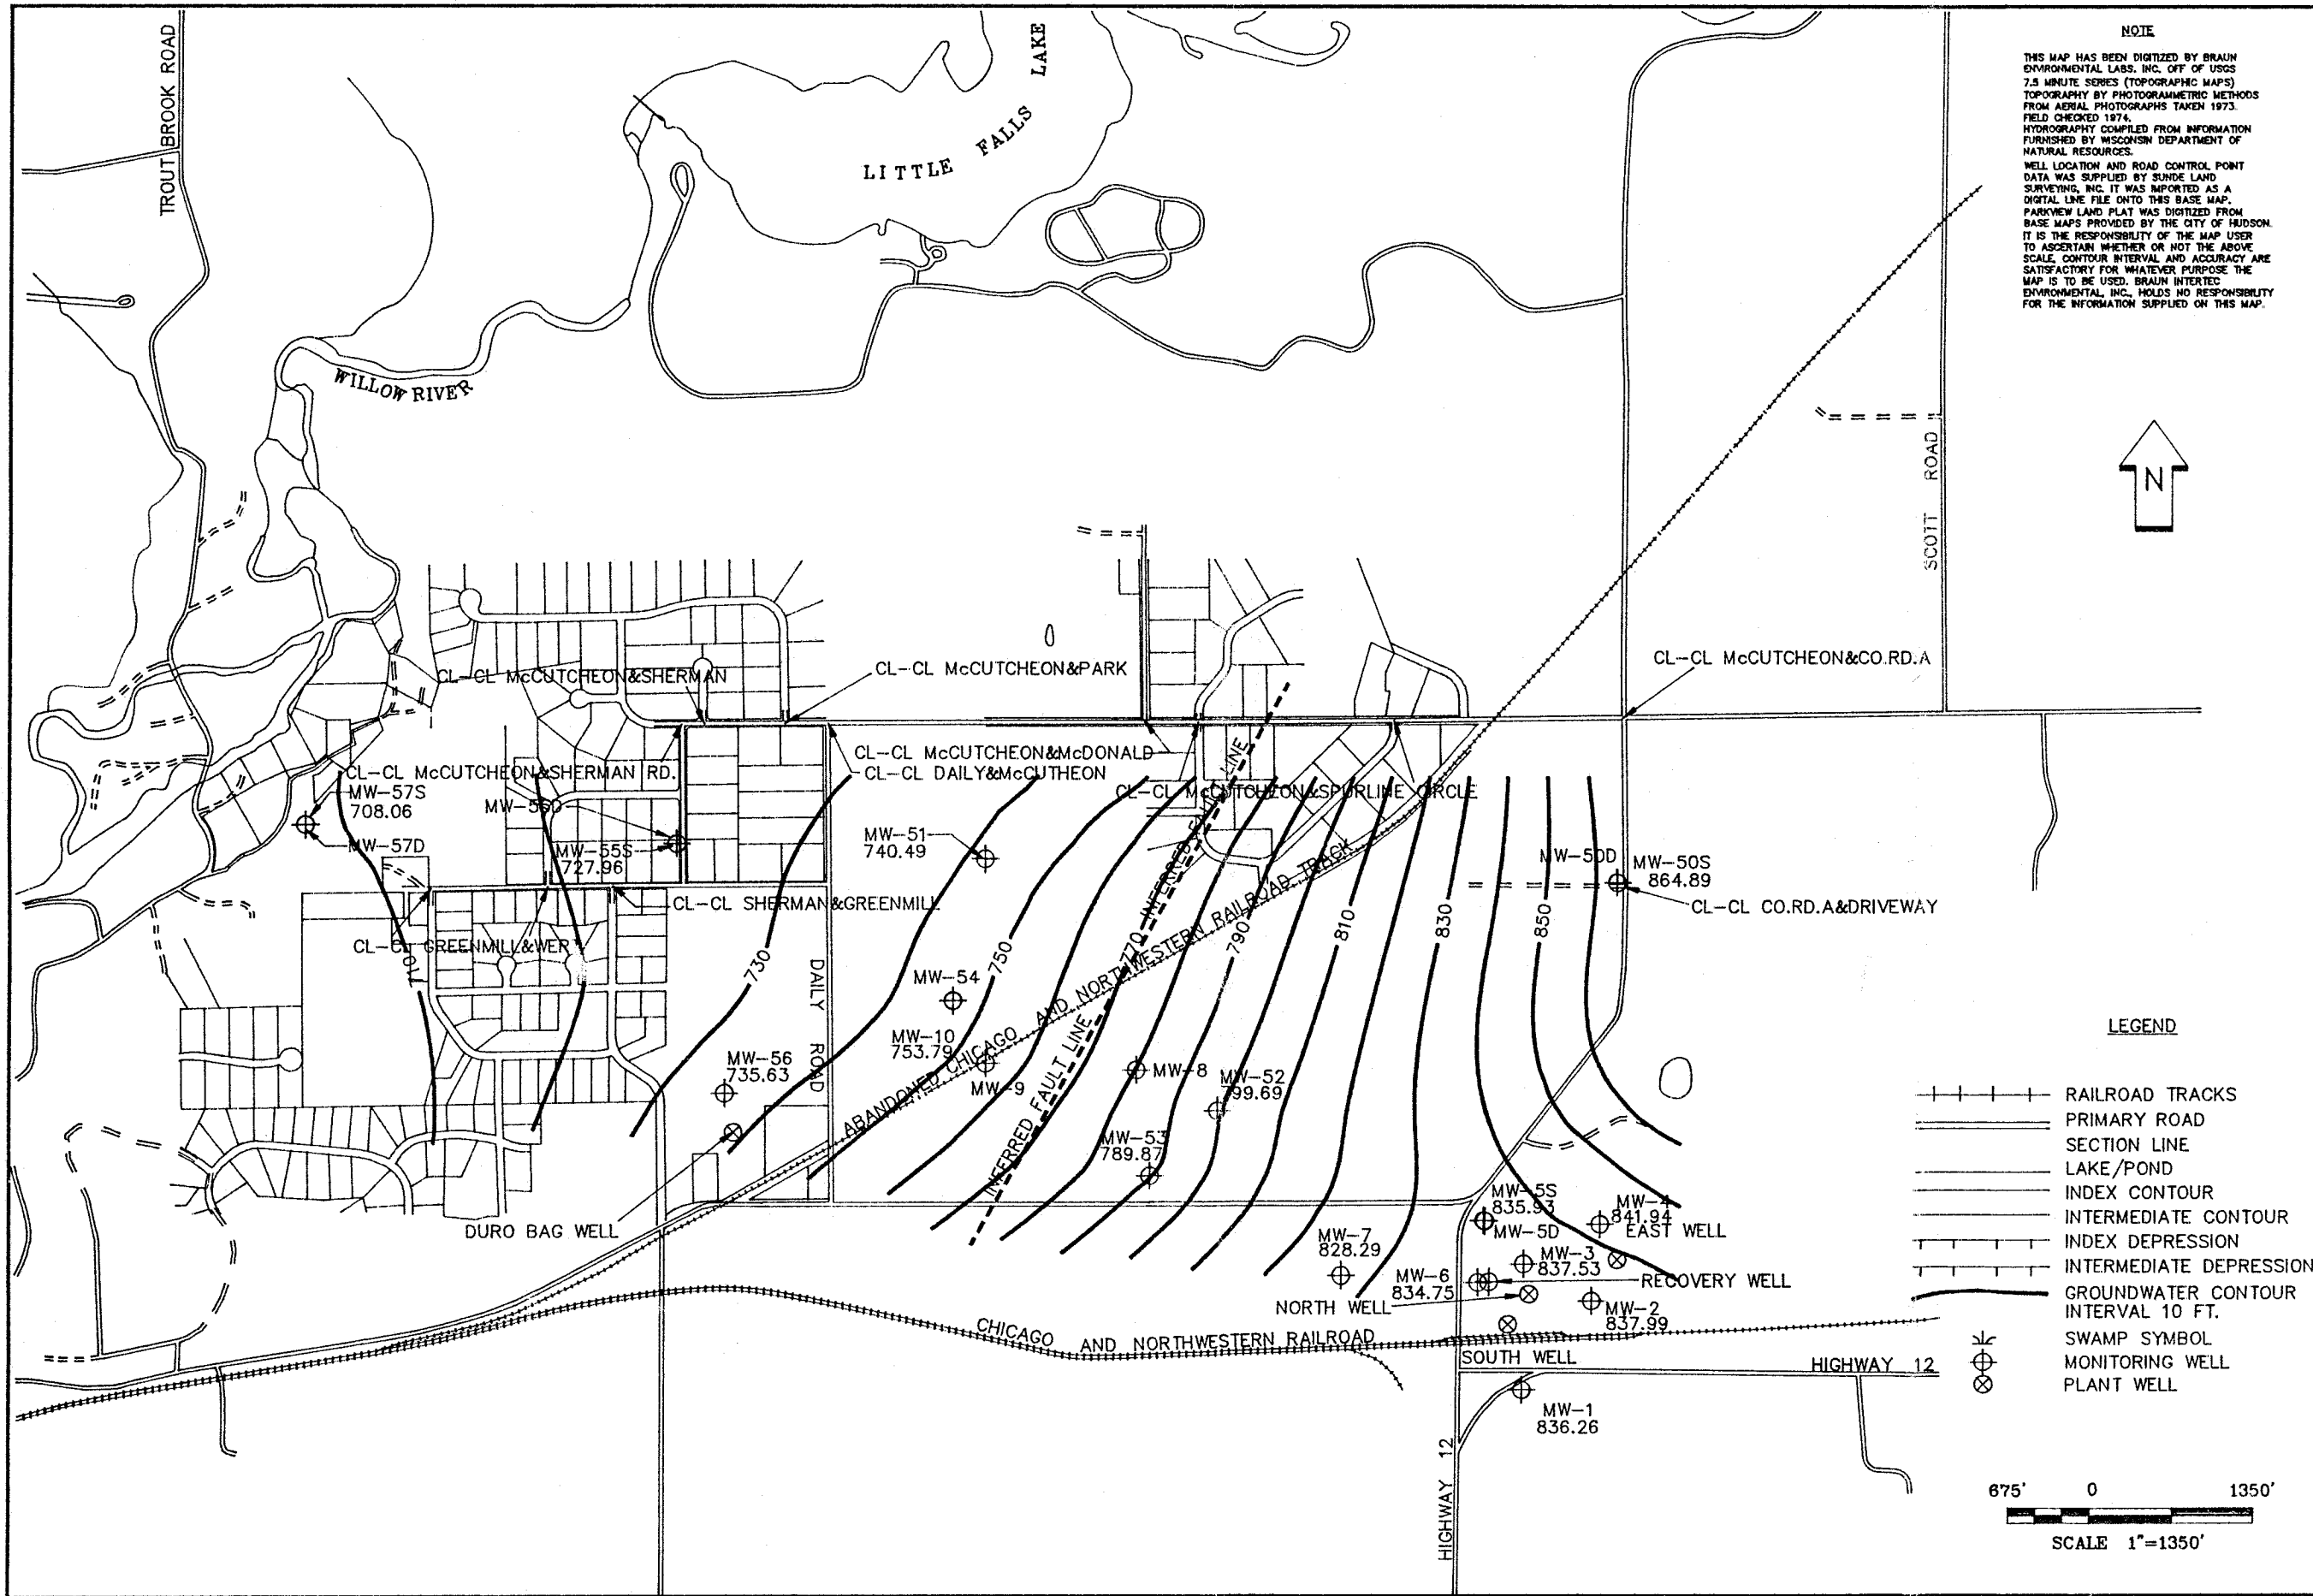 TROUT BROOK ROAD
LITTLE FALLS LAKE
WILLOW RIVER
NOTE
THIS MAP HAS BEEN DIGITIZED BY BRAUN
ENVIRONMENTAL LABS. INC. OFF OF USGS
7.5 MINUTE SERIES (TOPOGRAPHIC MAPS)
TOPOGRAPHY BY PHOTOGRAMMETRIC METHODS
FROM AERIAL PHOTOGRAPHS TAKEN 1973.
FIELD CHECKED 1974.
HYDROGRAPHY COMPILED FROM INFORMATION
FURNISHED BY WISCONSIN DEPARTMENT OF
NATURAL RESOURCES.
WELL LOCATION AND ROAD CONTROL POINT
DATA WAS SUPPLIED BY SUNDE LAND
SURVEYING, INC. IT WAS IMPORTED AS A
DIGITAL LINE FILE ONTO THIS BASE MAP.
PARKVIEW LAND PLAT WAS DIGITIZED FROM
BASE MAPS PROVIDED BY THE CITY OF HUDSON.
IT IS THE RESPONSIBILITY OF THE MAP USER
TO ASCERTAIN WHETHER OR NOT THE ABOVE
SCALE, CONTOUR INTERVAL AND ACCURACY ARE
SATISFACTORY FOR WHATEVER PURPOSE THE
MAP IS TO BE USED. BRAUN INTERTEC
ENVIRONMENTAL, INC., HOLDS NO RESPONSIBILITY
FOR THE INFORMATION SUPPLIED ON THIS MAP.
N
SCOTT ROAD
CL-CL McCUTCHEON&SHERMAN
CL-CL McCUTCHEON&PARK
CL-CL McCUTCHEON&CO.RD.A
CL-CL McCUTCHEON&McDONALD
CL-CL McCUTCHEON&SHERMAN RD.
CL-CL DAILY&McCUTHEON
CL-CL McCUTCHEON&SPURLINE CIRCLE
MW-57S
708.06
MW-57D
MW-55S
727.96
MW-51
740.49
INFERRED FAULT LINE
MW-50D
MW-50S
864.89
CL-CL CO.RD.A&DRIVEWAY
CL-CL SHERMAN&GREENMILL
CL-CL GREENMILL&WER
710
730
750
770
790
810
830
850
DAILY ROAD
MW-54
MW-10
753.79
MW-9
MW-56
735.63
MW-8
MW-52
799.69
MW-53
789.87
ABANDONED CHICAGO AND NORTHWESTERN RAILROAD TRACK
INFERRED FAULT LINE
DURO BAG WELL
MW-5S
835.93
MW-5D
MW-4
841.94
EAST WELL
MW-7
828.29
MW-3
837.53
MW-6
834.75
RECOVERY WELL
NORTH WELL
MW-2
837.99
CHICAGO AND NORTHWESTERN RAILROAD
SOUTH WELL
HIGHWAY 12
MW-1
836.26
HIGHWAY 12
LEGEND
RAILROAD TRACKS
PRIMARY ROAD
SECTION LINE
LAKE/POND
INDEX CONTOUR
INTERMEDIATE CONTOUR
INDEX DEPRESSION
INTERMEDIATE DEPRESSION
GROUNDWATER CONTOUR
INTERVAL 10 FT.
SWAMP SYMBOL
MONITORING WELL
PLANT WELL
675' 0 1350'
SCALE 1"=1350'